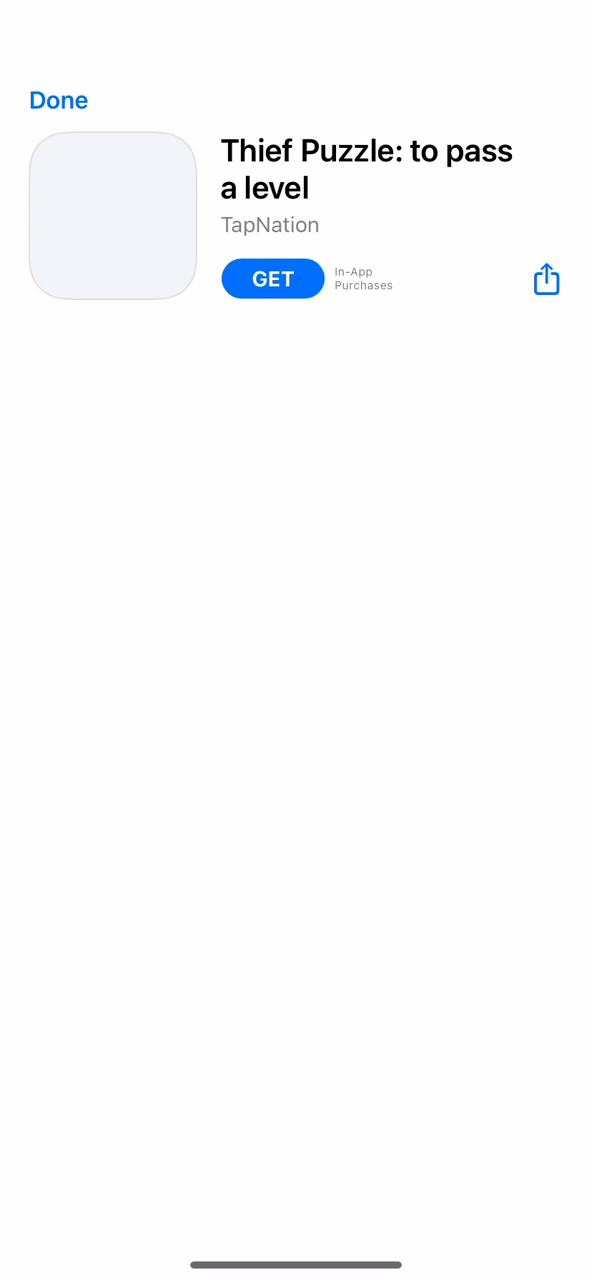 Done
Thief Puzzle: to pass
a level
TapNation
GET
In-App
Purchases